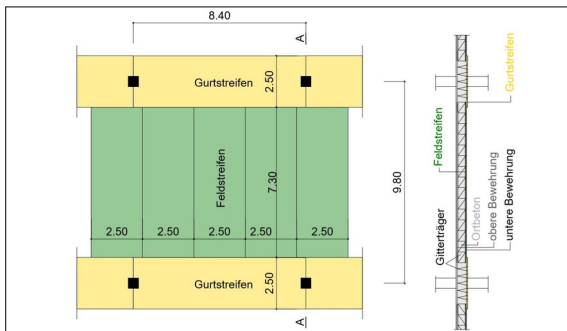 8.40
A
Gurtstreifen
2.50
Feldstreifen
7.30
9.80
2.50
2.50
2.50
2.50
2.50
Gurtstreifen
2.50
A
Gurtstreifen
Feldstreifen
Gitterträger
Ortbeton
obere Bewehrung
untere Bewehrung